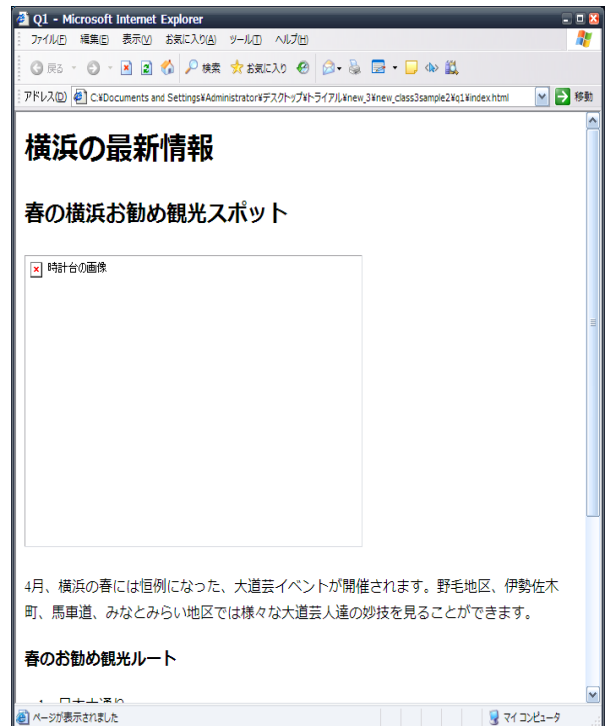 Q1 - Microsoft Internet Explorer
ファイル(F) 編集(E) 表示(V) お気に入り(A) ツール(T) ヘルプ(H)
戻る 検索 お気に入り
アドレス(D) C:¥Documents and Settings¥Administrator¥デスクトップ¥トライアル¥new_3¥new_class3sample2¥q1¥index.html 移動
横浜の最新情報
春の横浜お勧め観光スポット
時計台の画像
4月、横浜の春には恒例になった、大道芸イベントが開催されます。野毛地区、伊勢佐木
町、馬車道、みなとみらい地区では様々な大道芸人達の妙技を見ることができます。
春のお勧め観光ルート
1. 日本大通り
ページが表示されました マイ コンピュータ